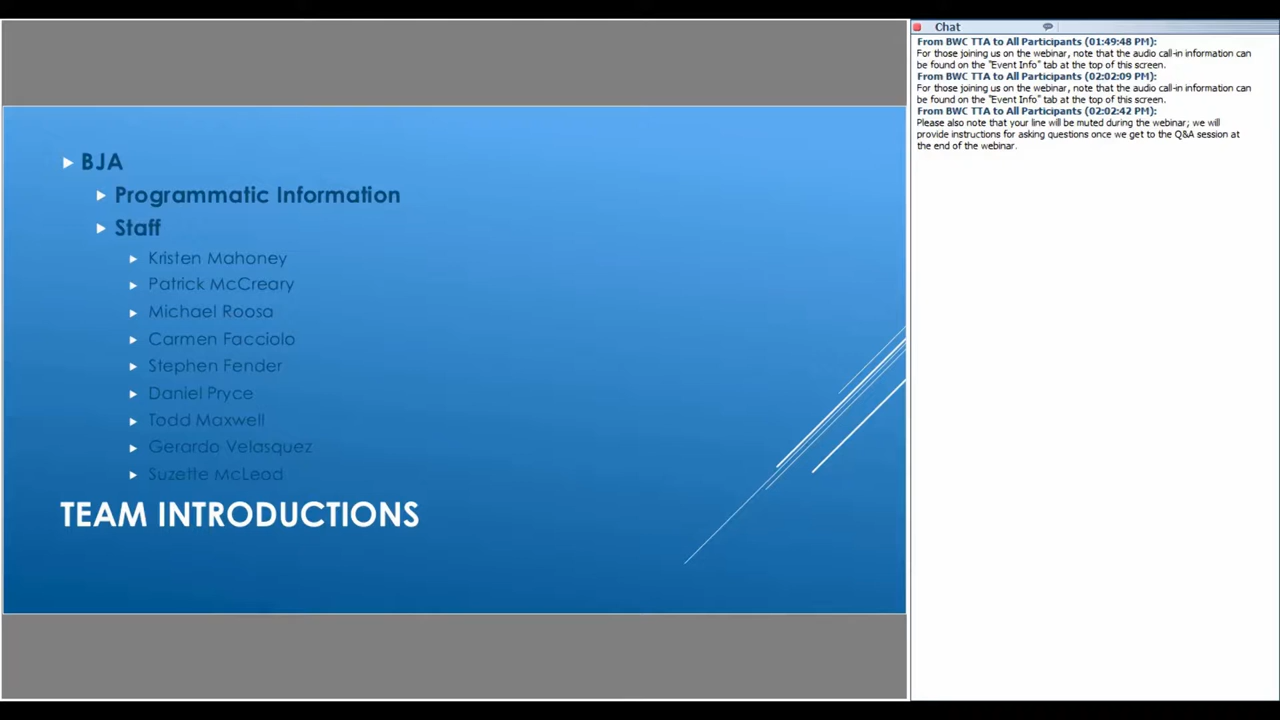 BJA
Programmatic Information
Staff
Kristen Mahoney
Patrick McCreary
Michael Roosa
Carmen Facciolo
Stephen Fender
Daniel Pryce
Todd Maxwell
Gerardo Velasquez
Suzette McLeod
TEAM INTRODUCTIONS
Chat
From BWC TTA to All Participants (01:49:48 PM):
For those joining us on the webinar, note that the audio call-in information can
be found on the "Event Info" tab at the top of this screen.
From BWC TTA to All Participants (02:02:09 PM):
For those joining us on the webinar, note that the audio call-in information can
be found on the "Event Info" tab at the top of this screen.
From BWC TTA to All Participants (02:02:42 PM):
Please also note that your line will be muted during the webinar; we will
provide instructions for asking questions once we get to the Q&A session at
the end of the webinar.